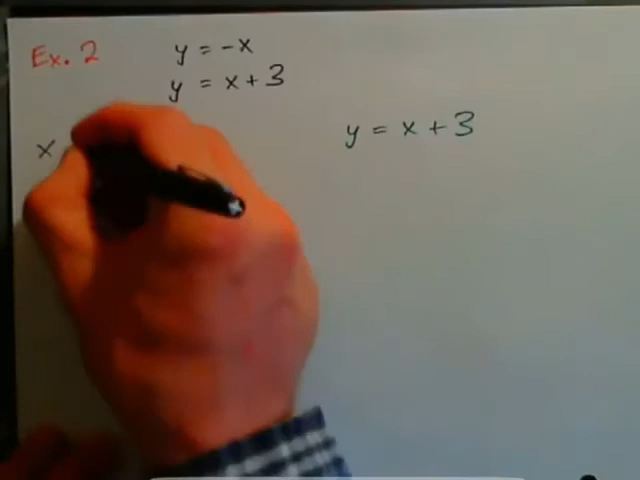 Ex. 2
y = -x
y = x + 3
y = x + 3
x